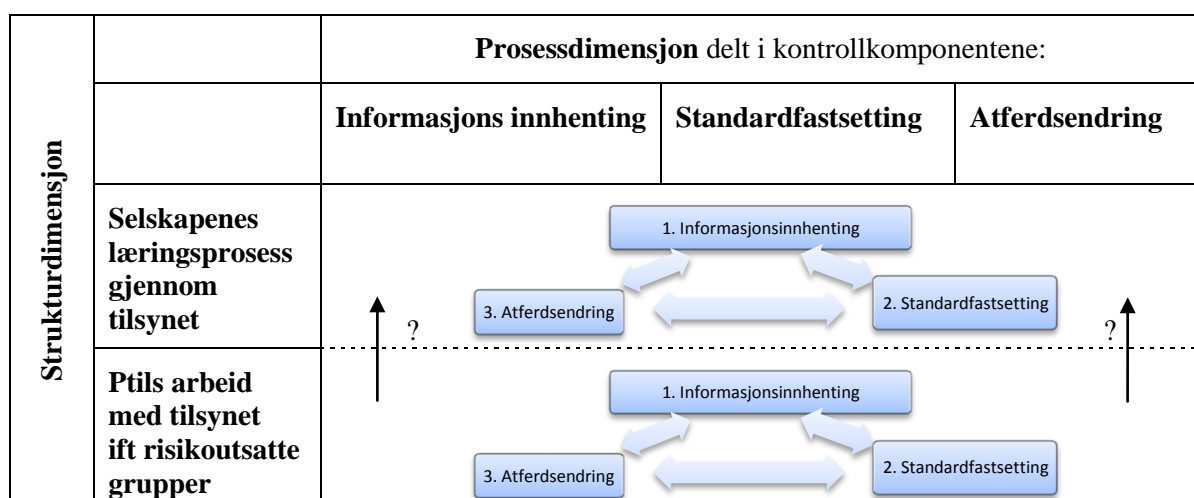 Prosessdimensjon delt i kontrollkomponentene:
Informasjons innhenting
Standardfastsetting
Atferdsendring
Strukturdimensjon
Selskapenes
læringsprosess
gjennom
tilsynet
1. Informasjonsinnhenting
3. Atferdsendring
2. Standardfastsetting
?
?
Ptils arbeid
med tilsynet
ift risikoutsatte
grupper
1. Informasjonsinnhenting
3. Atferdsendring
2. Standardfastsetting